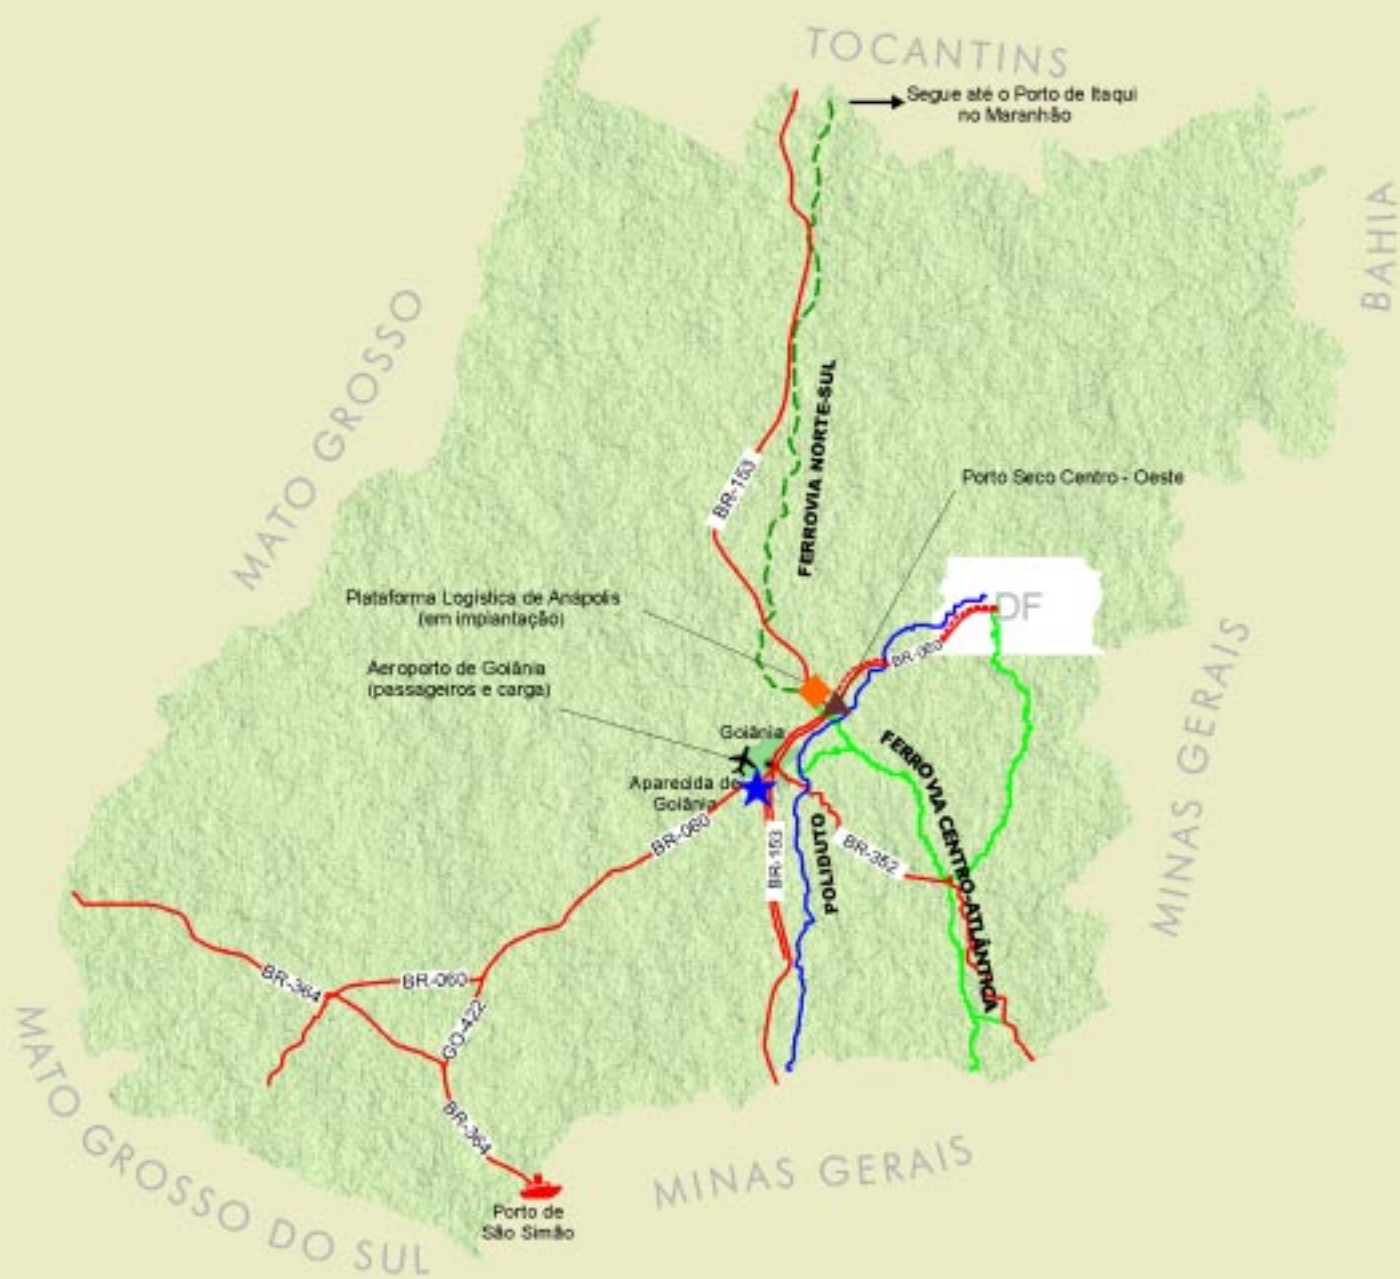 TOCANTINS
Segue até o Porto de Itaqui
no Maranhão
BAHIA
MATO GROSSO
BR-153
FERROVIA NORTE-SUL
Porto Seco Centro - Oeste
Plataforma Logística de Anápolis
(em implantação)
DF
BR-060
Aeroporto de Goiânia
(passageiros e carga)
MINAS GERAIS
Goiânia
FERROVIA CENTRO-ATLÂNTICA
Aparecida de
Goiânia
BR-060
BR-153
POLIDUTO
BR-352
BR-364
BR-060
GO-422
MATO GROSSO DO SUL
BR-364
MINAS GERAIS
Porto de
São Simão